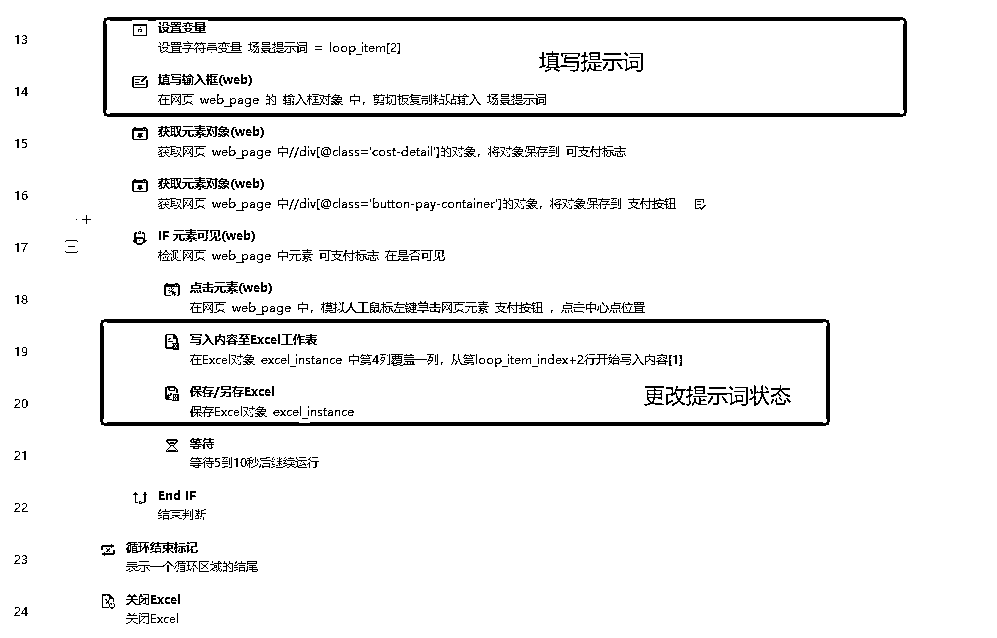 13
设置变量
设置字符串变量 场景提示词 = loop_item[2]
填写提示词
14
填写输入框(web)
在网页 web_page 的 输入框对象 中，剪切板复制粘贴输入 场景提示词
15
获取元素对象(web)
获取网页 web_page 中//div[@class='cost-detail']的对象，将对象保存到 可支付标志
16
获取元素对象(web)
获取网页 web_page 中//div[@class='button-pay-container']的对象，将对象保存到 支付按钮
17
IF 元素可见(web)
检测网页 web_page 中元素 可支付标志 在是否可见
18
点击元素(web)
在网页 web_page 中，模拟人工鼠标左键单击网页元素 支付按钮 ，点击中心点位置
19
写入内容至Excel工作表
在Excel对象 excel_instance 中第4列覆盖一列，从第loop_item_index+2行开始写入内容[1]
20
保存/另存Excel
保存Excel对象 excel_instance
更改提示词状态
21
等待
等待5到10秒后继续运行
22
End IF
结束判断
23
循环结束标记
表示一个循环区域的结尾
24
关闭Excel
关闭Excel